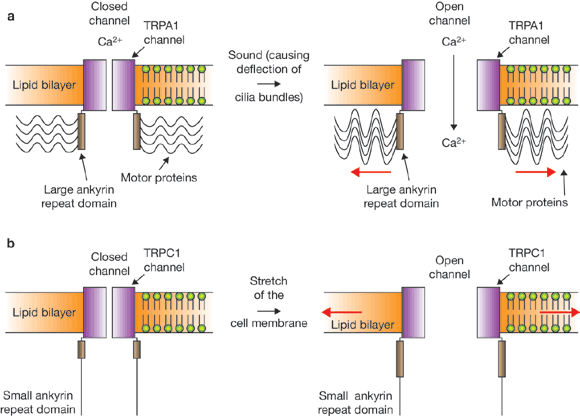 a
Closed
channel
Ca²⁺
TRPA1
channel
Lipid bilayer
Large ankyrin
repeat domain
Motor proteins
Sound (causing
deflection of
cilia bundles)
Open
channel
Ca²⁺
TRPA1
channel
Lipid bilayer
Ca²⁺
Large ankyrin
repeat domain
Motor proteins
b
Closed
channel
TRPC1
channel
Lipid bilayer
Small ankyrin
repeat domain
Stretch
of the
cell membrane
Open
channel
TRPC1
channel
Lipid bilayer
Small ankyrin
repeat domain